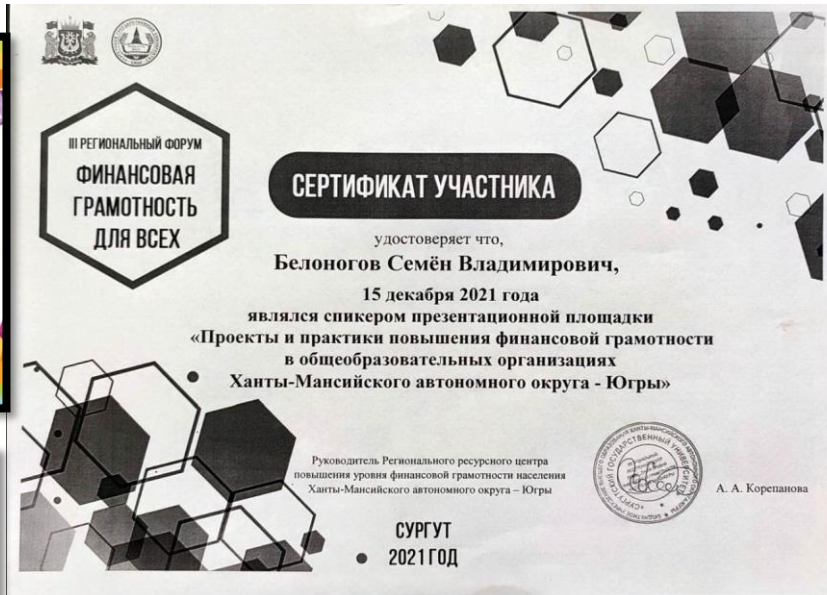 III РЕГИОНАЛЬНЫЙ ФОРУМ
ФИНАНСОВАЯ
ГРАМОТНОСТЬ
ДЛЯ ВСЕХ
СЕРТИФИКАТ УЧАСТНИКА
удостоверяет что,
Белоногов Семён Владимирович,
15 декабря 2021 года
являлся спикером презентационной площадки
«Проекты и практики повышения финансовой грамотности
в общеобразовательных организациях
Ханты-Мансийского автономного округа - Югры»
Руководитель Регионального ресурсного центра
повышения уровня финансовой грамотности населения
Ханты-Мансийского автономного округа – Югры
А. А. Корепанова
СУРГУТ
2021 ГОД